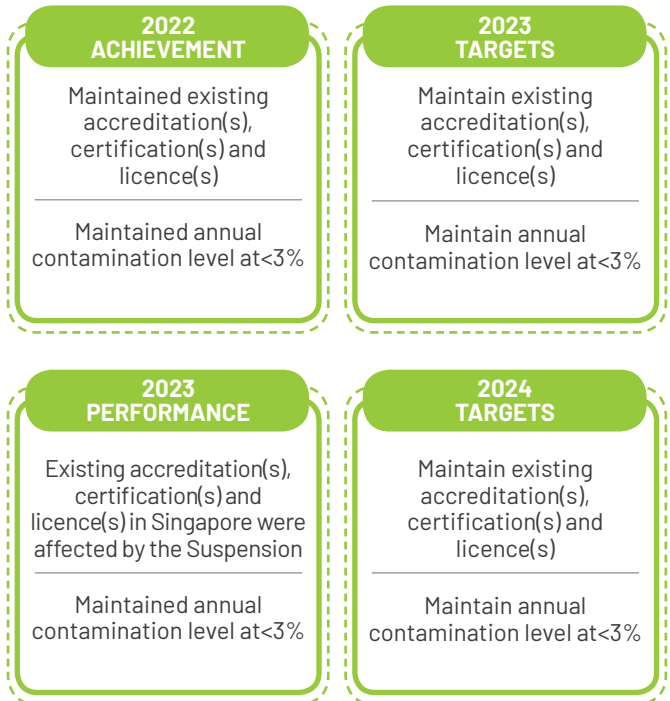 2022
ACHIEVEMENT
Maintained existing
accreditation(s),
certification(s) and
licence(s)
Maintained annual
contamination level at<3%
2023
TARGETS
Maintain existing
accreditation(s),
certification(s) and
licence(s)
Maintain annual
contamination level at<3%
2023
PERFORMANCE
Existing accreditation(s),
certification(s) and
licence(s) in Singapore were
affected by the Suspension
Maintained annual
contamination level at<3%
2024
TARGETS
Maintain existing
accreditation(s),
certification(s) and
licence(s)
Maintain annual
contamination level at<3%